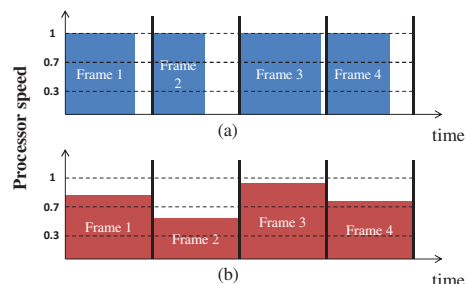 Processor speed
1
0.7
0.3
Frame 1
Frame
2
Frame 3
Frame 4
(a)
time
1
0.7
0.3
Frame 1
Frame 2
Frame 3
Frame 4
(b)
time